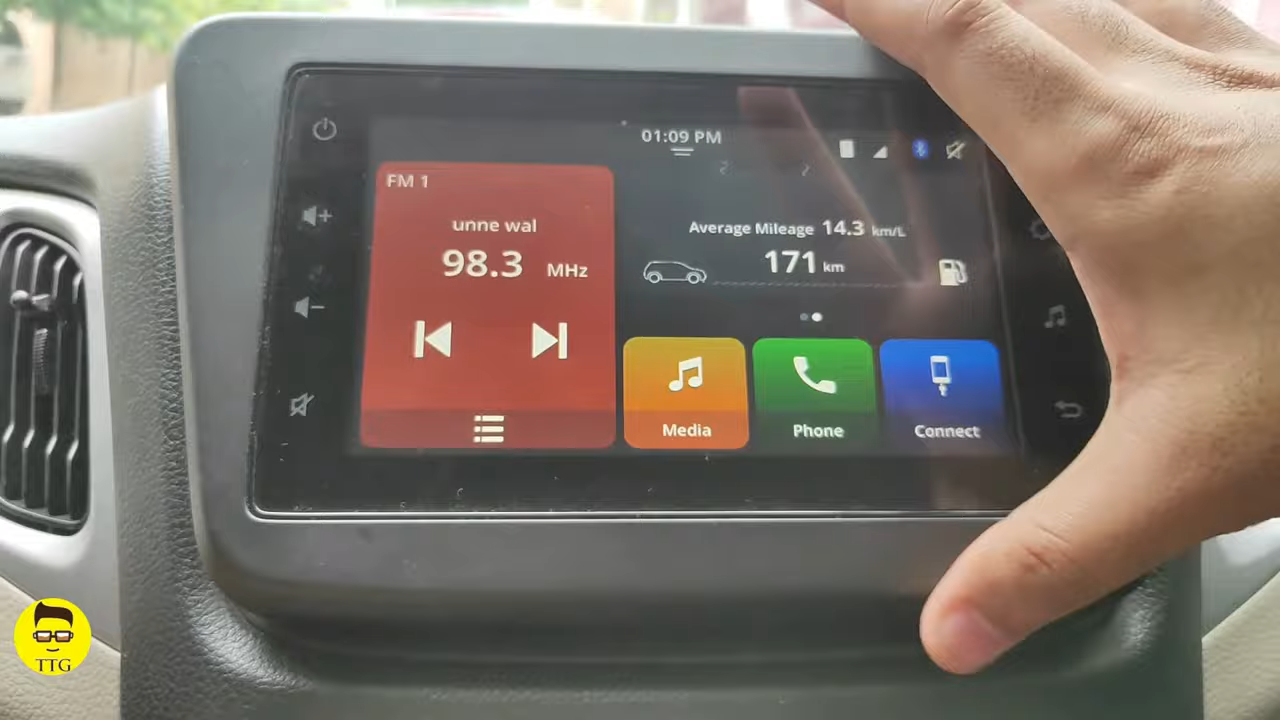 01:09 PM
FM 1
unne wal
98.3 MHz
Average Mileage 14.3 km/L
171 km
Media
Phone
Connect
TTG